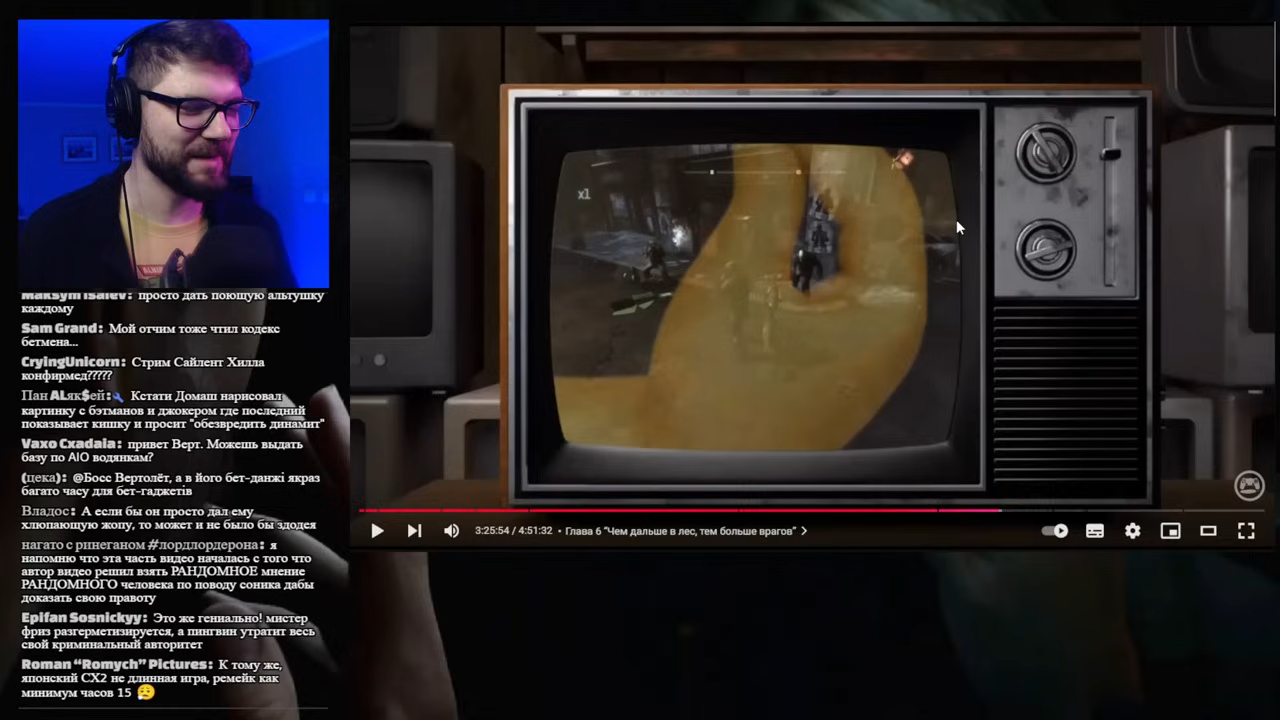 Maksym Isaiev: просто дать поющую альтушку
каждому
Sam Grand: Мой отчим тоже чтил кодекс
бетмена...
CryingUnicorn: Стрим Сайлент Хилла
конфирмед?????
Пан ALяк$ей:🔧 Кстати Домаш нарисовал
картинку с бэтманов и джокером где последний
показывает кишку и просит "обезвредить динамит"
Vaxo Cxadaia: привет Верт. Можешь выдать
базу по AIO водянкам?
(цека): @Босс Вертолёт, а в його бет-данжі якраз
багато часу для бет-гаджетів
Владос: А если бы он просто дал ему
хлюпающую жопу, то может и не было бы здодея
нагато с ринеганом #лордлордерона: я
напомню что эта часть видео началась с того что
автор видео решил взять РАНДОМНОЕ мнение
РАНДОМНОГО человека по поводу соника дабы
доказать свою правоту
Epifan Sosnickyy: Это же гениально! мистер
фриз разгерметизируется, а пингвин утратит весь
свой криминальный авторитет
Roman “Romych” Pictures: К тому же,
японский СХ2 не длинная игра, ремейк как
минимум часов 15 😥
x1
3:25:54 / 4:51:32 • Глава 6 “Чем дальше в лес, тем больше врагов”